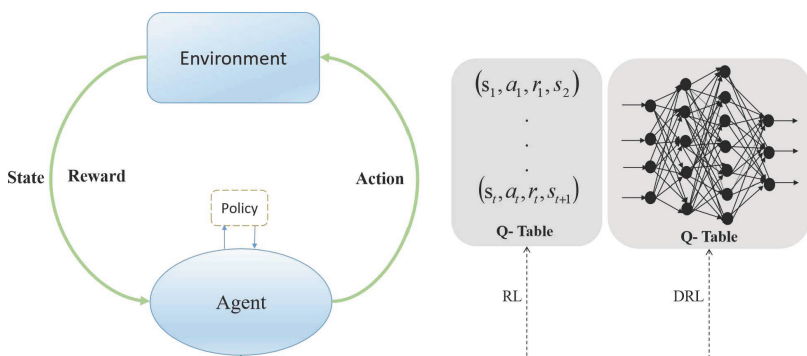 Environment
State
Reward
Action
Policy
Agent
(s₁, a₁, r₁, s₂)
.
.
.
(sₜ, aₜ, rₜ, sₜ₊₁)
Q- Table
Q- Table
RL
DRL